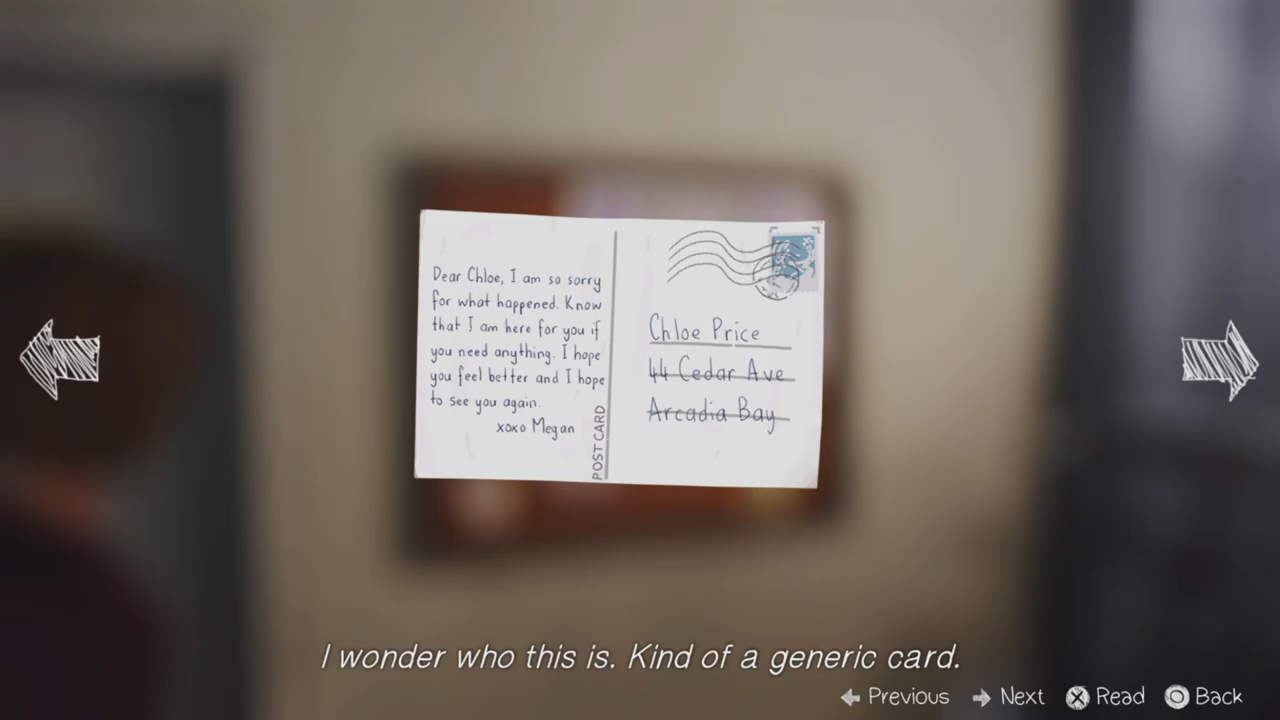 Dear Chloe, I am so sorry
for what happened. Know
that I am here for you if
you need anything. I hope
you feel better and I hope
to see you again.
xoxo Megan
POST CARD
Chloe Price
44 Cedar Ave
Arcadia Bay
I wonder who this is. Kind of a generic card.
Previous Next Read Back